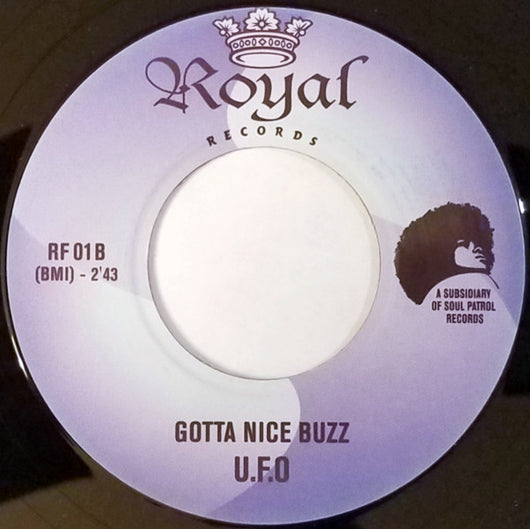 Royal
RECORDS
RF 01 B
(BMI) - 2'43
A SUBSIDIARY
OF SOUL PATROL
RECORDS
GOTTA NICE BUZZ
U.F.O